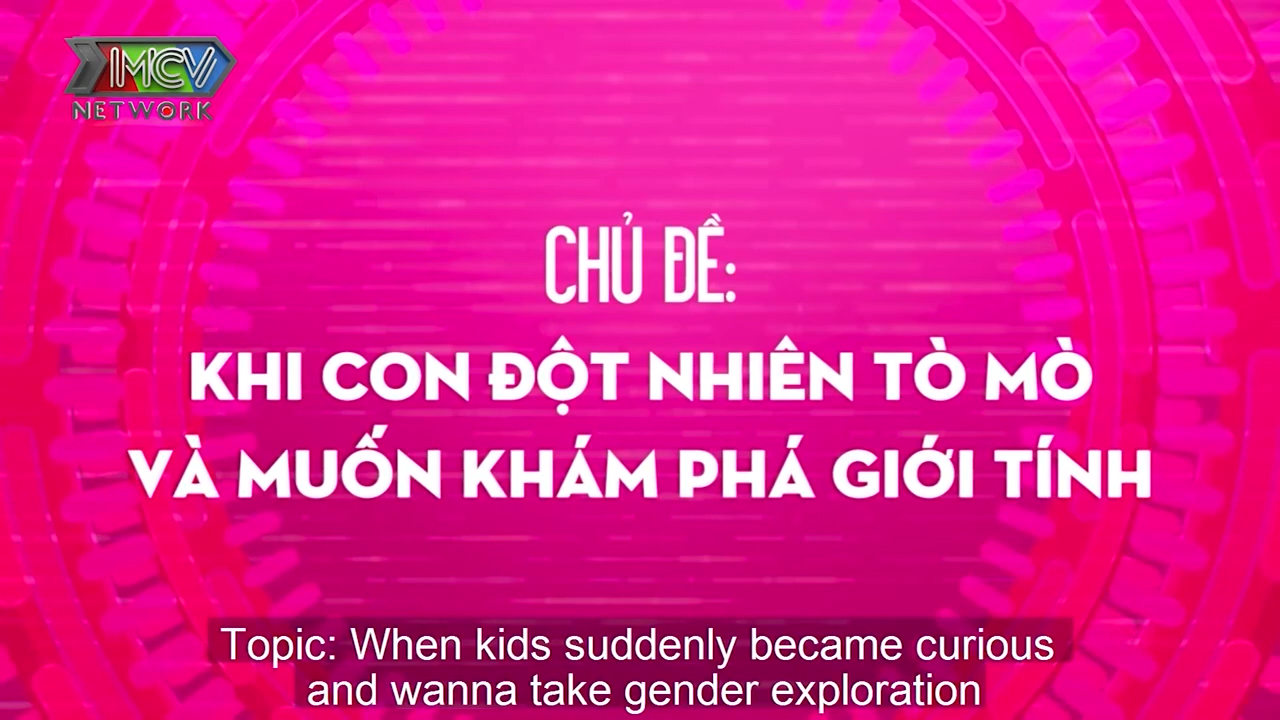 MCV
NETWORK
CHỦ ĐỀ:
KHI CON ĐỘT NHIÊN TÒ MÒ
VÀ MUỐN KHÁM PHÁ GIỚI TÍNH
Topic: When kids suddenly became curious
and wanna take gender exploration